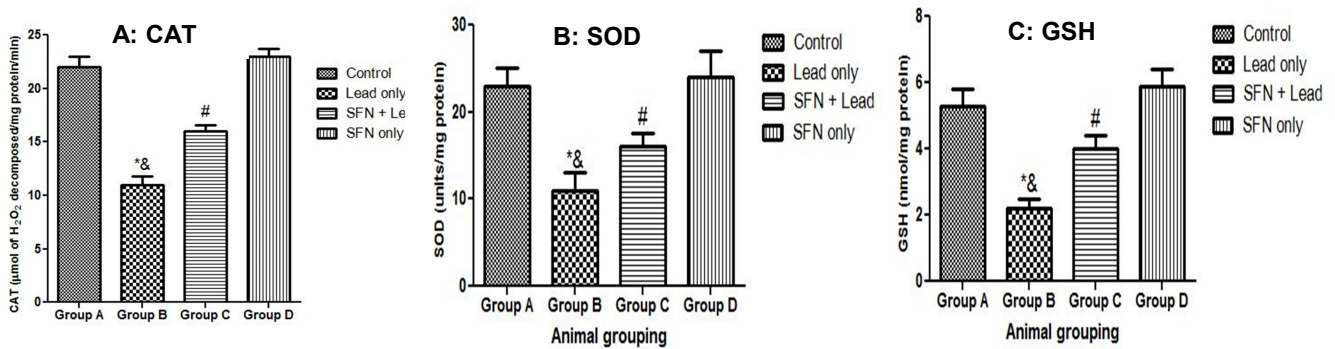 A: CAT
CAT (µmol of H₂O₂ decomposed/mg protein/min)
25
20
15
10
5
0
*&
#
Group A Group B Group C Group D
Control
Lead only
SFN + Le
SFN only
B: SOD
SOD (units/mg protein)
30
20
10
0
*&
#
Group A Group B Group C Group D
Animal grouping
Control
Lead only
SFN + Lead
SFN only
C: GSH
GSH (nmol/mg protein)
8
6
4
2
0
*&
#
Group A Group B Group C Group D
Animal grouping
Control
Lead only
SFN + Lead
SFN only